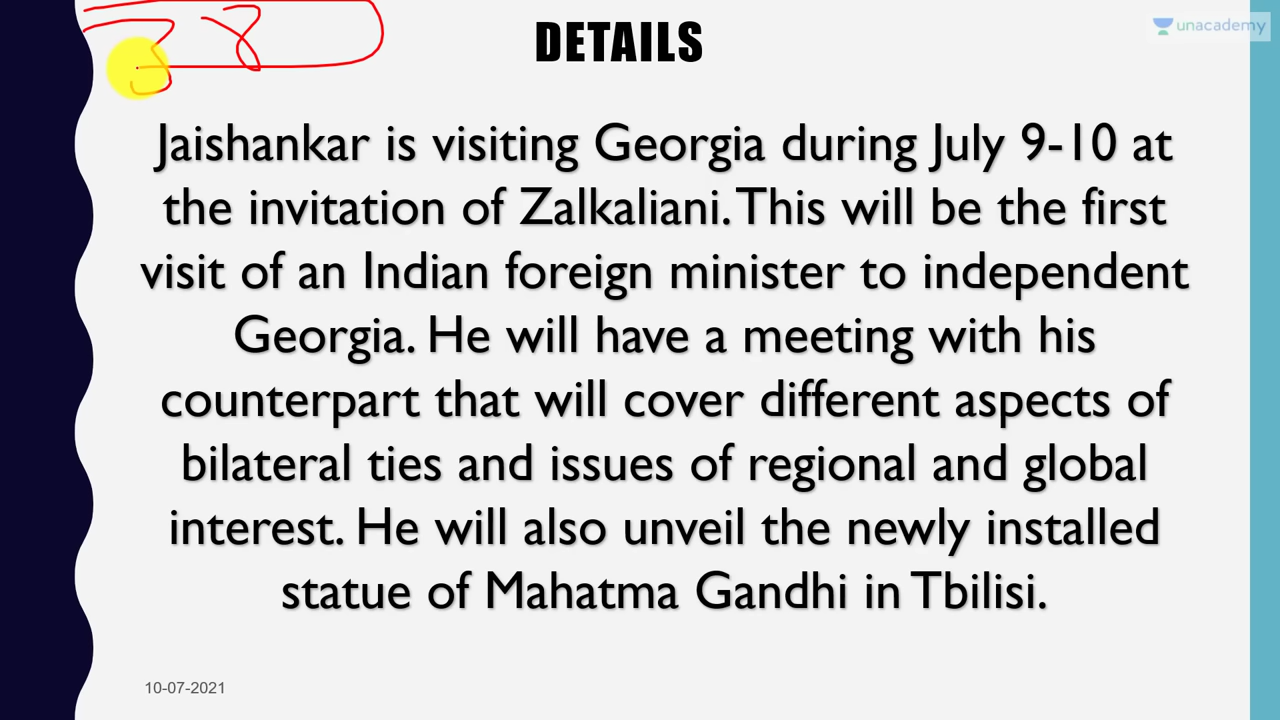 DETAILS
unacademy
Jaishankar is visiting Georgia during July 9-10 at
the invitation of Zalkaliani. This will be the first
visit of an Indian foreign minister to independent
Georgia. He will have a meeting with his
counterpart that will cover different aspects of
bilateral ties and issues of regional and global
interest. He will also unveil the newly installed
statue of Mahatma Gandhi in Tbilisi.
10-07-2021